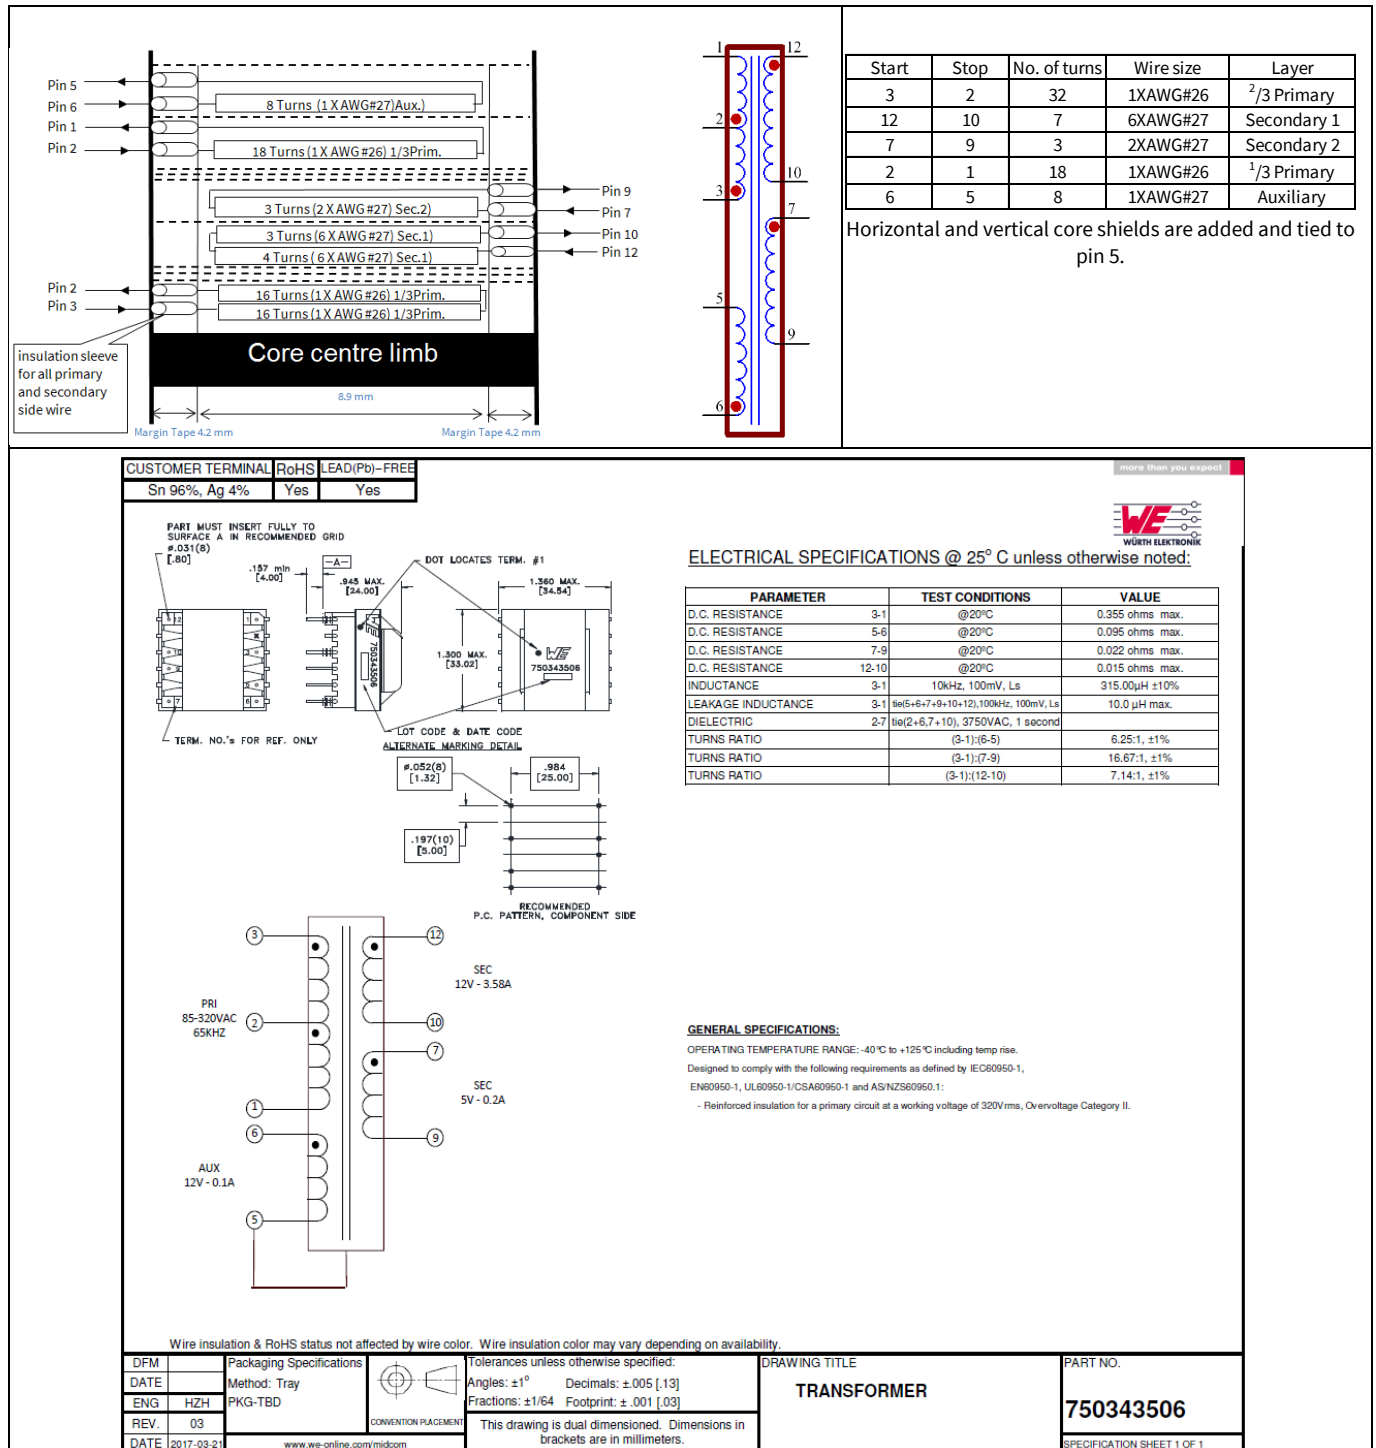 Pin 5
Pin 6
Pin 1
Pin 2
8 Turns (1 X AWG#27)Aux.)
18 Turns (1 X AWG #26) 1/3Prim.
3 Turns (2 X AWG #27) Sec.2)
3 Turns (6 X AWG #27) Sec.1)
4 Turns ( 6 X AWG #27) Sec.1)
16 Turns (1 X AWG #26) 1/3Prim.
16 Turns (1 X AWG #26) 1/3Prim.
Pin 9
Pin 7
Pin 10
Pin 12
Pin 2
Pin 3
Core centre limb
insulation sleeve
for all primary
and secondary
side wire
8.9 mm
Margin Tape 4.2 mm
Margin Tape 4.2 mm
1
12
2
3
10
7
5
9
6
Start Stop No. of turns Wire size Layer
3 2 32 1XAWG#26 2/3 Primary
12 10 7 6XAWG#27 Secondary 1
7 9 3 2XAWG#27 Secondary 2
2 1 18 1XAWG#26 1/3 Primary
6 5 8 1XAWG#27 Auxiliary
Horizontal and vertical core shields are added and tied to
pin 5.
CUSTOMER TERMINAL RoHS LEAD(Pb)-FREE
Sn 96%, Ag 4% Yes Yes
more than you expect
WE
WÜRTH ELEKTRONIK
PART MUST INSERT FULLY TO
SURFACE A IN RECOMMENDED GRID
ø.031(8)
[.80]
.157 min
[4.00]
-A-
.945 MAX.
[24.00]
DOT LOCATES TERM. #1
1.360 MAX.
[34.54]
1.300 MAX.
[33.02]
WE
750343506
WE 750343506
12
1
7
6
TERM. NO.'s FOR REF. ONLY
LOT CODE & DATE CODE
ALTERNATE MARKING DETAIL
ø.052(8)
[1.32]
.984
[25.00]
.197(10)
[5.00]
RECOMMENDED
P.C. PATTERN, COMPONENT SIDE
ELECTRICAL SPECIFICATIONS @ 25° C unless otherwise noted:
PARAMETER TEST CONDITIONS VALUE
D.C. RESISTANCE 3-1 @20ºC 0.355 ohms max.
D.C. RESISTANCE 5-6 @20ºC 0.095 ohms max.
D.C. RESISTANCE 7-9 @20ºC 0.022 ohms max.
D.C. RESISTANCE 12-10 @20ºC 0.015 ohms max.
INDUCTANCE 3-1 10kHz, 100mV, Ls 315.00µH ±10%
LEAKAGE INDUCTANCE 3-1 tie(5+6+7+9+10+12),100kHz, 100mV, Ls 10.0 µH max.
DIELECTRIC 2-7 tie(2+6,7+10), 3750VAC, 1 second
TURNS RATIO (3-1):(6-5) 6.25:1, ±1%
TURNS RATIO (3-1):(7-9) 16.67:1, ±1%
TURNS RATIO (3-1):(12-10) 7.14:1, ±1%
3
12
SEC
12V - 3.58A
PRI
85-320VAC
65KHZ
2
10
7
SEC
5V - 0.2A
1
6
9
AUX
12V - 0.1A
5
GENERAL SPECIFICATIONS:
OPERATING TEMPERATURE RANGE: -40ºC to +125ºC including temp rise.
Designed to comply with the following requirements as defined by IEC60950-1,
EN60950-1, UL60950-1/CSA60950-1 and AS/NZS60950.1:
- Reinforced insulation for a primary circuit at a working voltage of 320Vrms, Overvoltage Category II.
Wire insulation & RoHS status not affected by wire color. Wire insulation color may vary depending on availability.
DFM
DATE
ENG HZH
REV. 03
DATE 2017-03-21
Packaging Specifications
Method: Tray
PKG-TBD
www.we-online.com/midcom
CONVENTION PLACEMENT
Tolerances unless otherwise specified:
Angles: ±1° Decimals: ±.005 [.13]
Fractions: ±1/64 Footprint: ± .001 [.03]
This drawing is dual dimensioned. Dimensions in
brackets are in millimeters.
DRAWING TITLE
TRANSFORMER
PART NO.
750343506
SPECIFICATION SHEET 1 OF 1